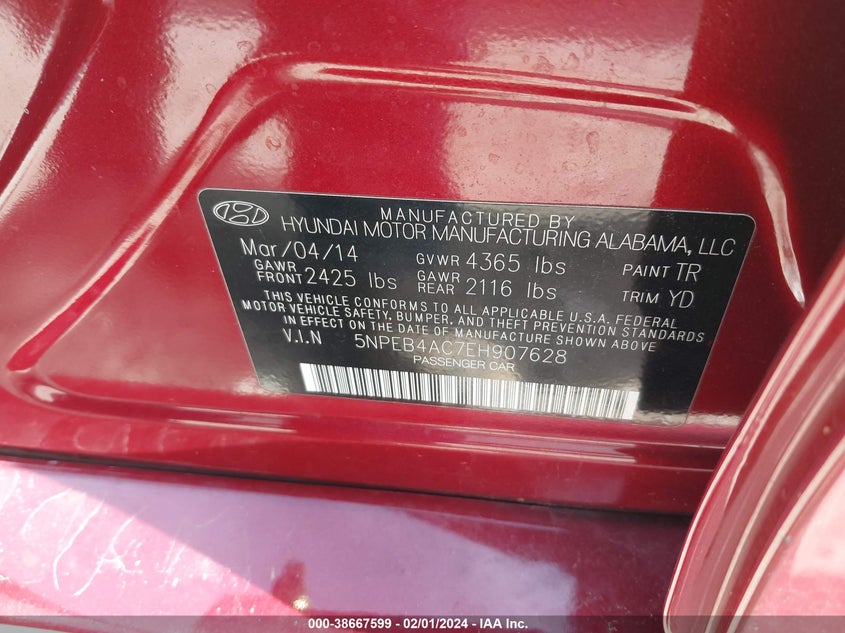 MANUFACTURED BY
HYUNDAI MOTOR MANUFACTURING ALABAMA, LLC
Mar/04/14 GVWR 4365 lbs PAINT TR
GAWR FRONT 2425 lbs GAWR REAR 2116 lbs TRIM YD
THIS VEHICLE CONFORMS TO ALL APPLICABLE U.S.A. FEDERAL
MOTOR VEHICLE SAFETY, BUMPER, AND THEFT PREVENTION STANDARDS
IN EFFECT ON THE DATE OF MANUFACTURE SHOWN ABOVE
V.I.N 5NPEB4AC7EH907628
PASSENGER CAR
000-38667599 - 02/01/2024 - IAA Inc.